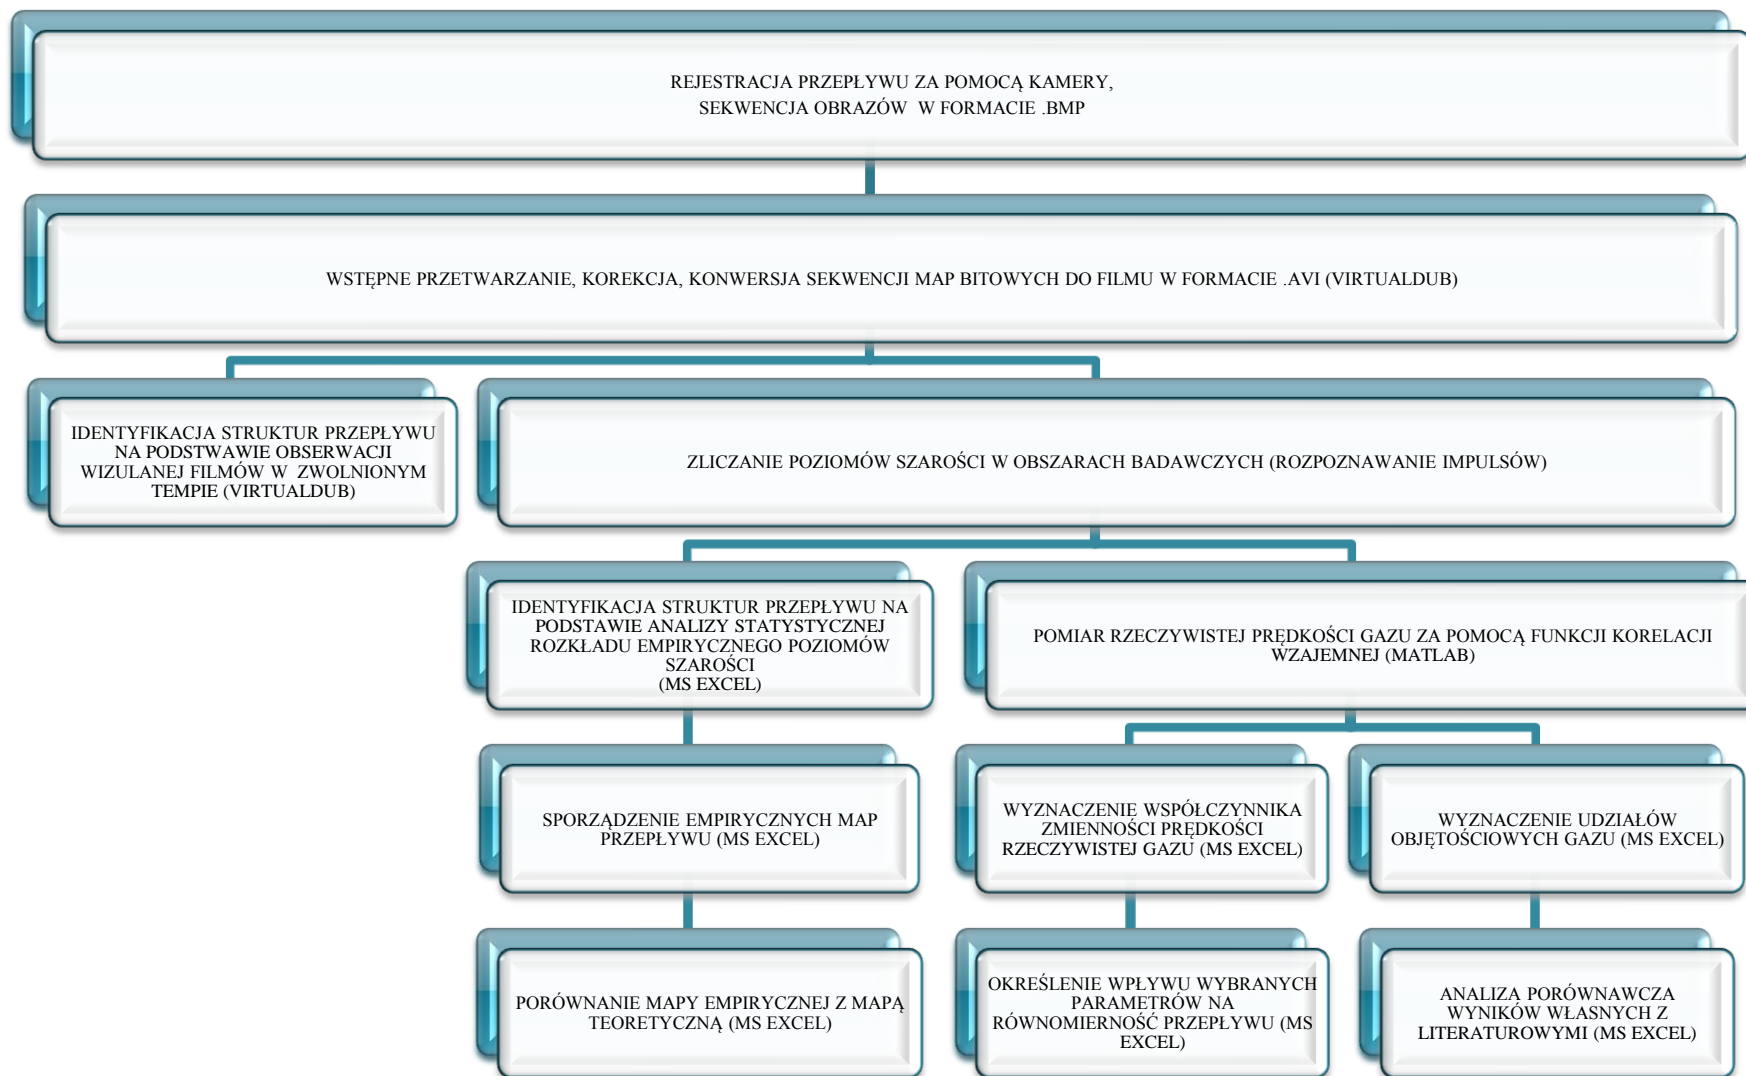 REJESTRACJA PRZEPŁYWU ZA POMOCĄ KAMERY,
SEKWENCJA OBRAZÓW W FORMACIE .BMP
WSTĘPNE PRZETWARZANIE, KOREKCJA, KONWERSJA SEKWENCJI MAP BITOWYCH DO FILMU W FORMACIE .AVI (VIRTUALDUB)
IDENTYFIKACJA STRUKTUR PRZEPŁYWU
NA PODSTWAWIE OBSERWACJI
WIZULANEJ FILMÓW W ZWOLNIONYM
TEMPIE (VIRTUALDUB)
ZLICZANIE POZIOMÓW SZAROŚCI W OBSZARACH BADAWCZYCH (ROZPOZNAWANIE IMPULSÓW)
IDENTYFIKACJA STRUKTUR PRZEPŁYWU NA
PODSTAWIE ANALIZY STATYSTYCZNEJ
ROZKŁADU EMPIRYCZNEGO POZIOMÓW
SZAROŚCI
(MS EXCEL)
POMIAR RZECZYWISTEJ PRĘDKOŚCI GAZU ZA POMOCĄ FUNKCJI KORELACJI
WZAJEMNEJ (MATLAB)
SPORZĄDZENIE EMPIRYCZNYCH MAP
PRZEPŁYWU (MS EXCEL)
WYZNACZENIE WSPÓŁCZYNNIKA
ZMIENNOŚCI PRĘDKOŚCI
RZECZYWISTEJ GAZU (MS EXCEL)
WYZNACZENIE UDZIAŁÓW
OBJĘTOŚCIOWYCH GAZU (MS EXCEL)
PORÓWNANIE MAPY EMPIRYCZNEJ Z MAPĄ
TEORETYCZNĄ (MS EXCEL)
OKREŚLENIE WPŁYWU WYBRANYCH
PARAMETRÓW NA
RÓWNOMIERNOŚĆ PRZEPŁYWU (MS
EXCEL)
ANALIZA PORÓWNAWCZA
WYNIKÓW WŁASNYCH Z
LITERATUROWYMI (MS EXCEL)